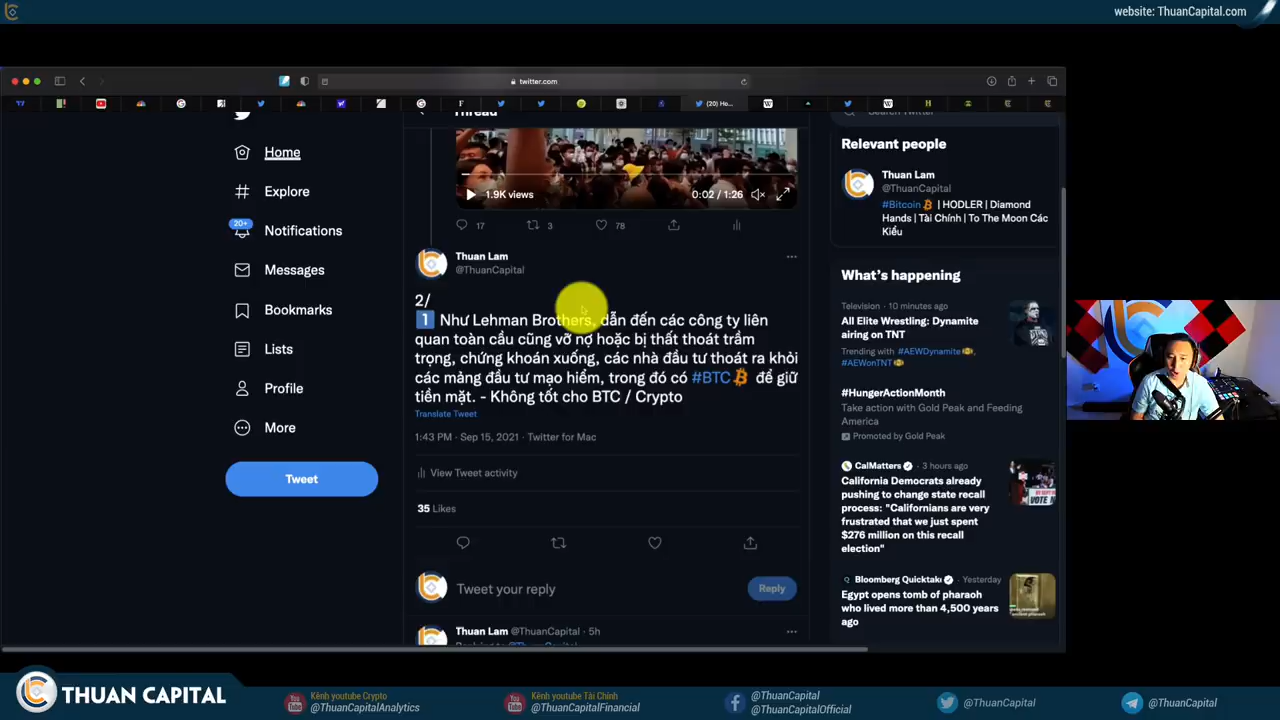 website: ThuanCapital.com
twitter.com
(20) Ho...
Thread
Home
Explore
20+
Notifications
Messages
Bookmarks
Lists
Profile
More
Tweet
1.9K views
0:02 / 1:26
17
3
78
Thuan Lam
@ThuanCapital
2/
1 Như Lehman Brothers, dẫn đến các công ty liên
quan toàn cầu cũng vỡ nợ hoặc bị thất thoát trầm
trọng, chứng khoán xuống, các nhà đầu tư thoát ra khỏi
các mảng đầu tư mạo hiểm, trong đó có #BTC để giữ
tiền mặt. - Không tốt cho BTC / Crypto
Translate Tweet
1:43 PM · Sep 15, 2021 · Twitter for Mac
View Tweet activity
35 Likes
Tweet your reply
Reply
Thuan Lam @ThuanCapital · 5h
Replying to @ThuanCapital
Search Twitter
Relevant people
Thuan Lam
@ThuanCapital
#Bitcoin | HODLER | Diamond
Hands | Tài Chính | To The Moon Các
Kiểu
What's happening
Television · 10 minutes ago
All Elite Wrestling: Dynamite
airing on TNT
Trending with #AEWDynamite,
#AEWonTNT
#HungerActionMonth
Take action with Gold Peak and Feeding
America
Promoted by Gold Peak
CalMatters · 3 hours ago
California Democrats already
pushing to change state recall
process: "Californians are very
frustrated that we just spent
$276 million on this recall
election"
Bloomberg Quicktake · Yesterday
Egypt opens tomb of pharaoh
who lived more than 4,500 years
ago
VOTE
THUAN CAPITAL
Kênh youtube Crypto
@ThuanCapitalAnalytics
Kênh youtube Tài Chính
@ThuanCapitalFinancial
@ThuanCapital
@ThuanCapitalOfficial
@ThuanCapital
@ThuanCapital